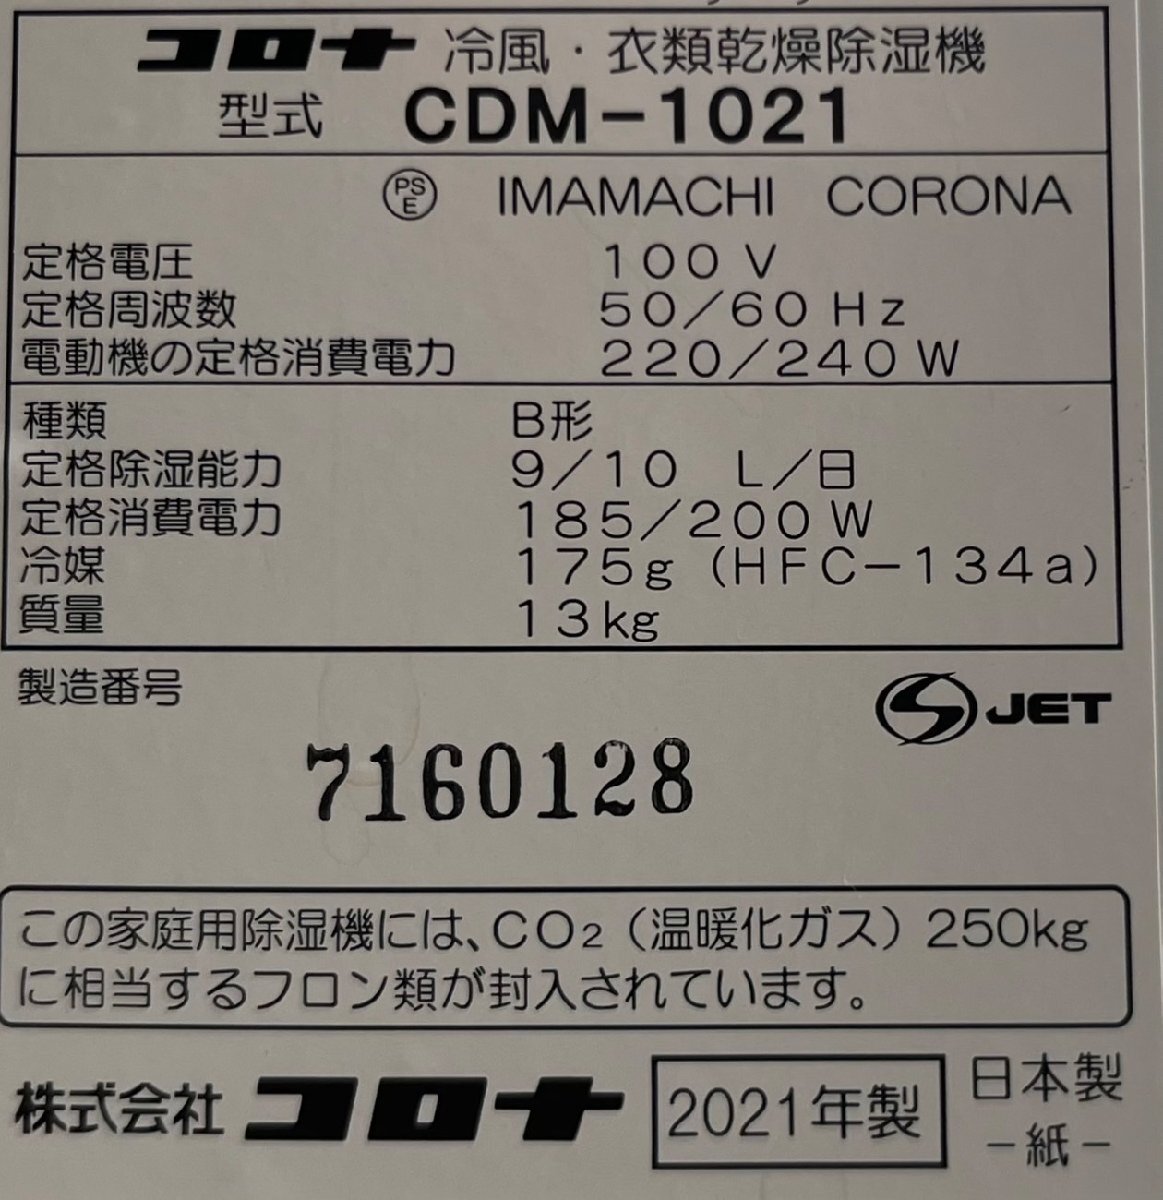 コロナ 冷風・衣類乾燥除湿機
型式 CDM-1021
PSE IMAMACHI CORONA
定格電圧 100V
定格周波数 50/60Hz
電動機の定格消費電力 220/240W
種類 B形
定格除湿能力 9/10 L/日
定格消費電力 185/200W
冷媒 175g(HFC-134a)
質量 13kg
製造番号
JET
7160128
この家庭用除湿機には、CO₂(温暖化ガス)250kg
に相当するフロン類が封入されています。
株式会社 コロナ 2021年製 日本製
-紙-